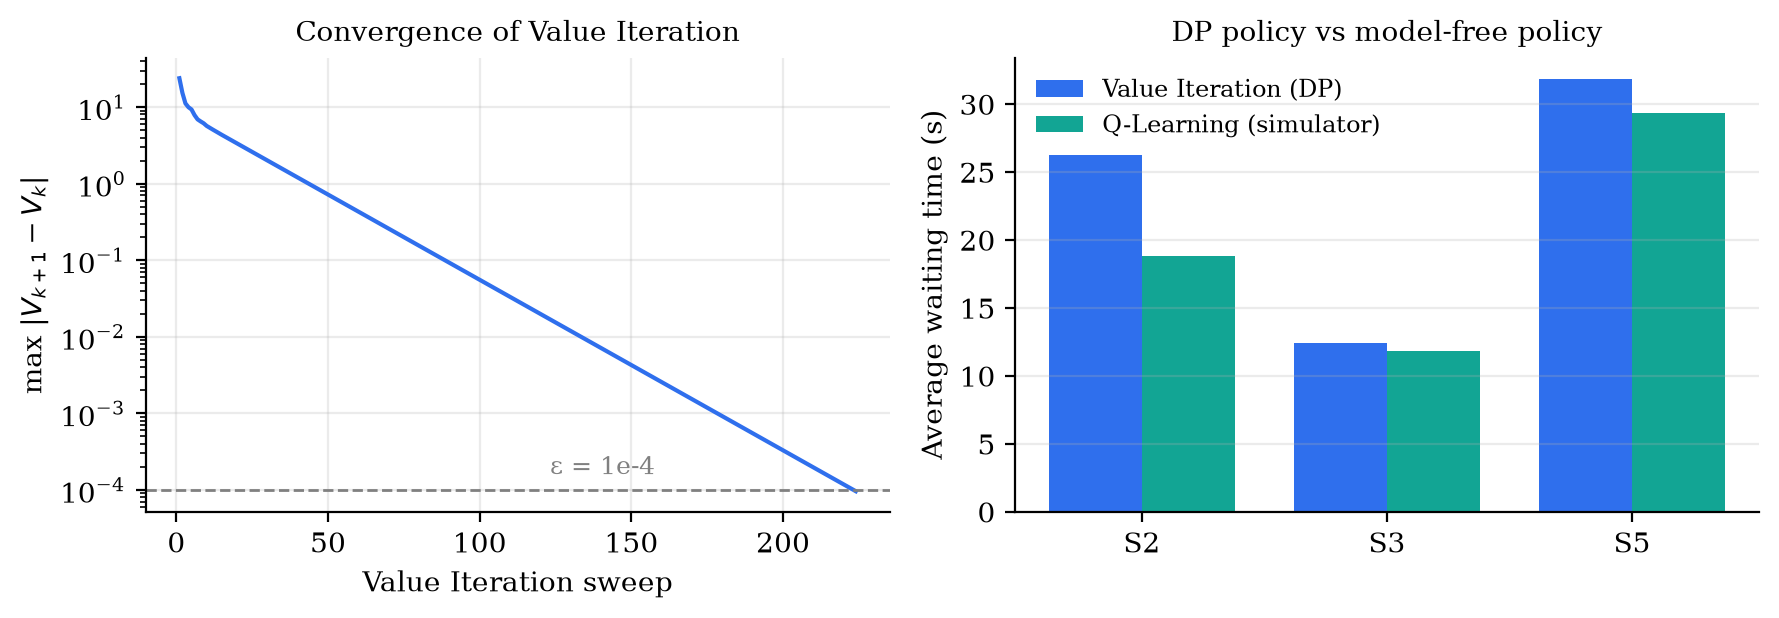 Convergence of Value Iteration
max |V_{k+1} − V_k|
10^1
10^0
10^{-1}
10^{-2}
10^{-3}
10^{-4}
ε = 1e-4
0 50 100 150 200
Value Iteration sweep
DP policy vs model-free policy
Value Iteration (DP)
Q-Learning (simulator)
Average waiting time (s)
30
25
20
15
10
5
0
S2 S3 S5